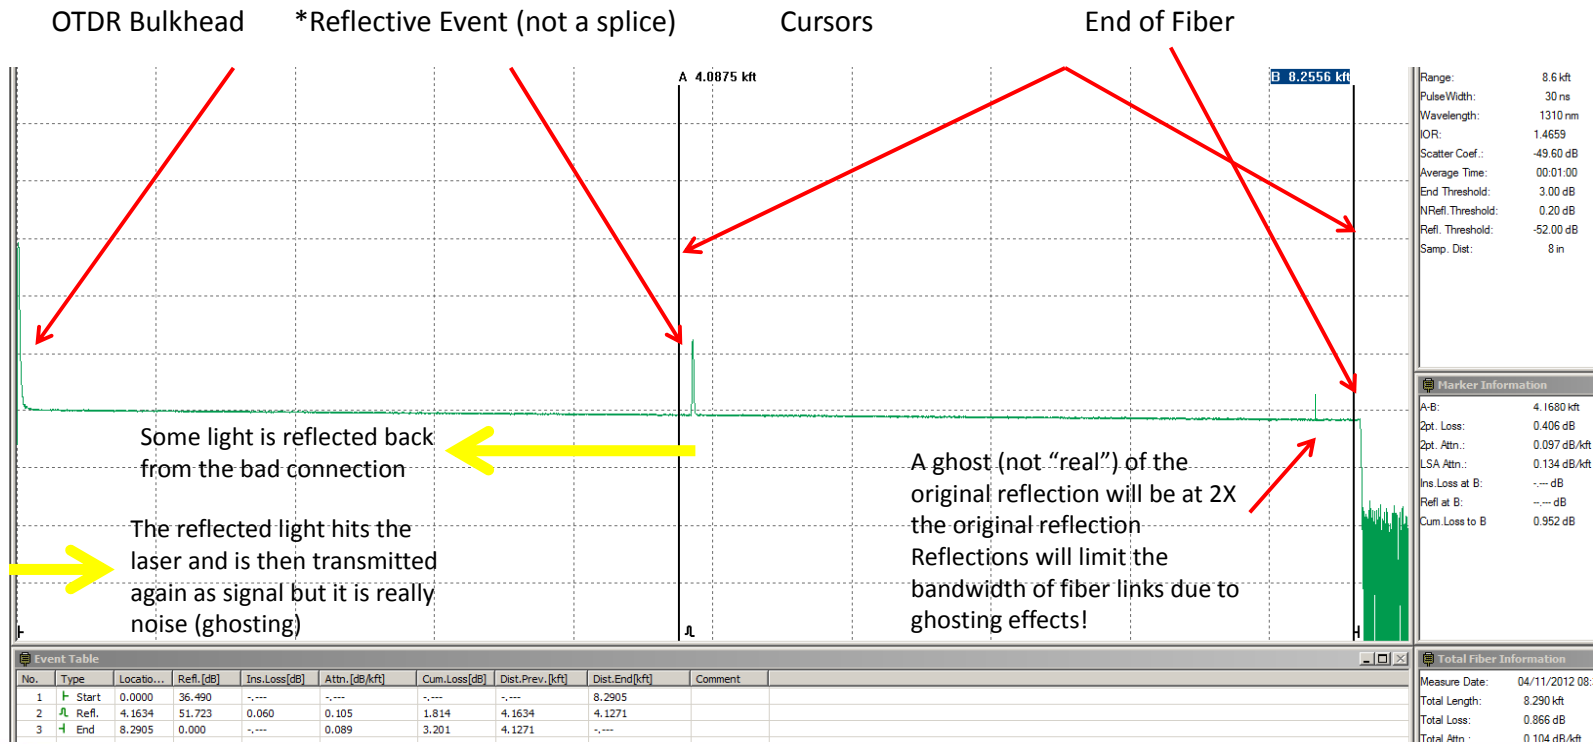 OTDR Bulkhead *Reflective Event (not a splice) Cursors End of Fiber
A 4.0875 kft
B 8.2556 kft
Range: 8.6 kft
PulseWidth: 30 ns
Wavelength: 1310 nm
IOR: 1.4659
Scatter Coef.: -49.60 dB
Average Time: 00:01:00
End Threshold: 3.00 dB
NRefl.Threshold: 0.20 dB
Refl. Threshold: -52.00 dB
Samp. Dist: 8 in
Some light is reflected back
from the bad connection
The reflected light hits the
laser and is then transmitted
again as signal but it is really
noise (ghosting)
A ghost (not “real”) of the
original reflection will be at 2X
the original reflection
Reflections will limit the
bandwidth of fiber links due to
ghosting effects!
Marker Information
A-B: 4.1680 kft
2pt. Loss: 0.406 dB
2pt. Attn.: 0.097 dB/kft
LSA Attn.: 0.134 dB/kft
Ins.Loss at B: -.--- dB
Refl at B: --.--- dB
Cum.Loss to B 0.952 dB
Event Table
No. Type Locatio... Refl.[dB] Ins.Loss[dB] Attn.[dB/kft] Cum.Loss[dB] Dist.Prev.[kft] Dist.End[kft] Comment
1 Start 0.0000 36.490 -.--- -.--- -.--- -.--- 8.2905
2 Refl. 4.1634 51.723 0.060 0.105 1.814 4.1634 4.1271
3 End 8.2905 0.000 -.--- 0.089 3.201 4.1271 -.---
Total Fiber Information
Measure Date: 04/11/2012 08:
Total Length: 8.290 kft
Total Loss: 0.866 dB
Total Attn.: 0.104 dB/kft